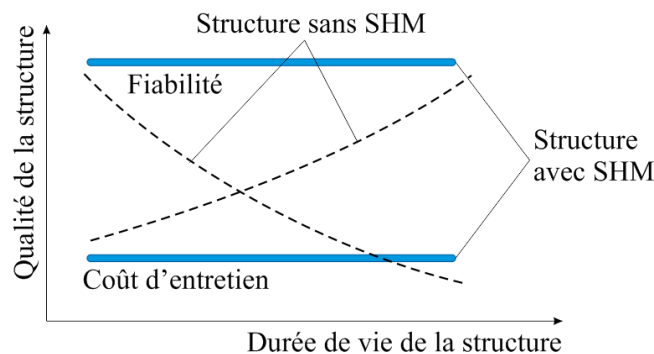 Structure sans SHM
Fiabilité
Structure
avec SHM
Qualité de la structure
Coût d’entretien
Durée de vie de la structure